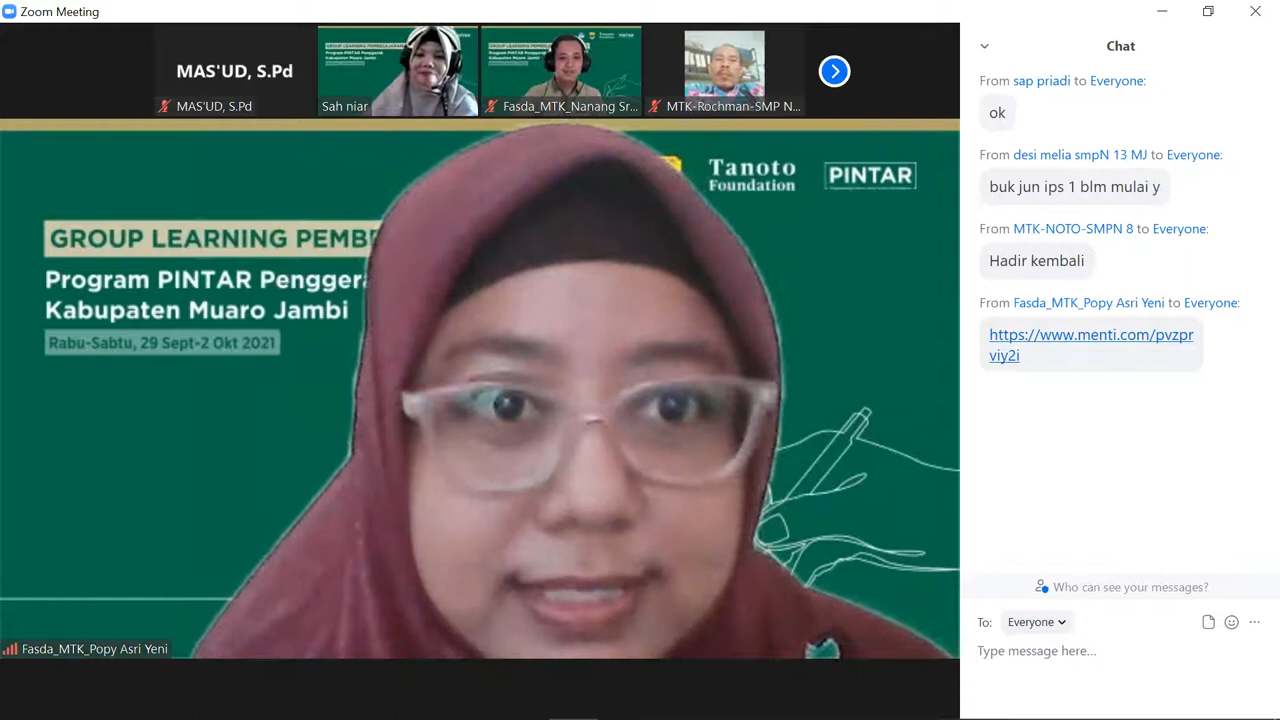 Zoom Meeting
MAS'UD, S.Pd
MAS'UD, S.Pd
Sah niar
Fasda_MTK_Nanang Sr...
MTK-Rochman-SMP N...
Tanoto
Foundation
PINTAR
GROUP LEARNING PEMB
Program PINTAR Pengger
Kabupaten Muaro Jambi
Rabu-Sabtu, 29 Sept-2 Okt 2021
Fasda_MTK_Popy Asri Yeni
Chat
From sap priadi to Everyone:
ok
From desi melia smpN 13 MJ to Everyone:
buk jun ips 1 blm mulai y
From MTK-NOTO-SMPN 8 to Everyone:
Hadir kembali
From Fasda_MTK_Popy Asri Yeni to Everyone:
https://www.menti.com/pvzpr
viy2i
Who can see your messages?
To: Everyone
Type message here...